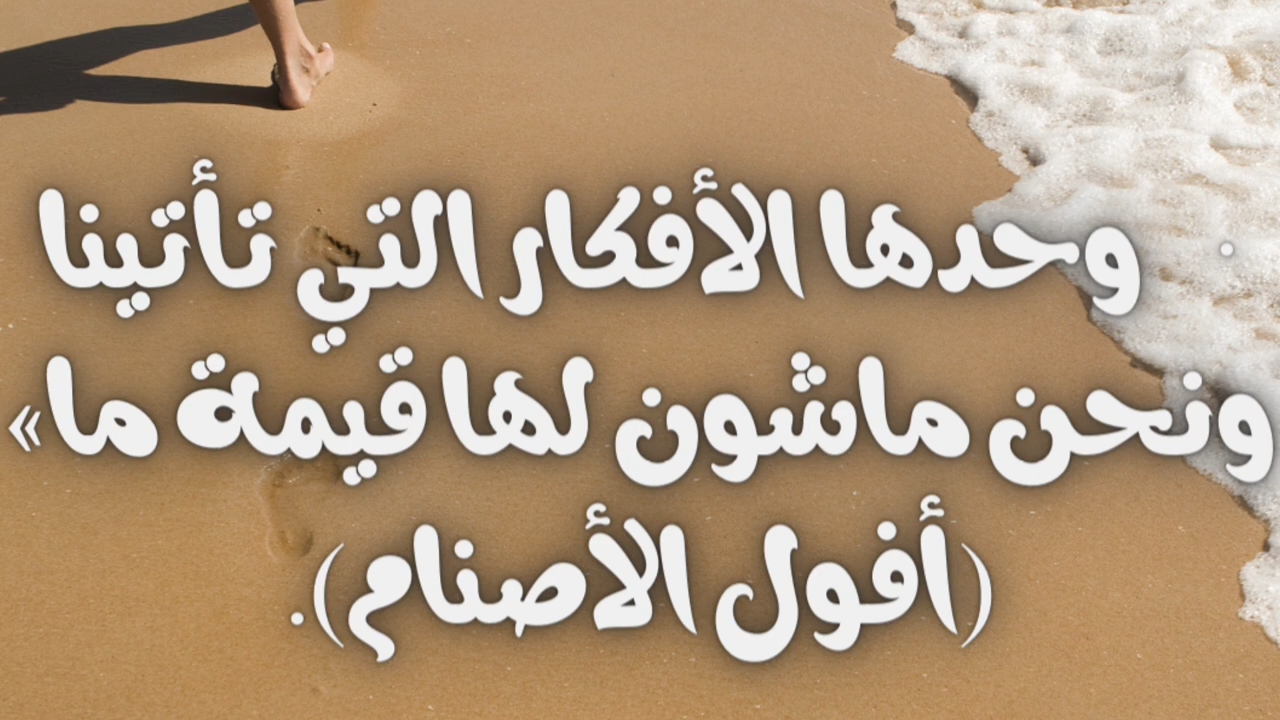 وحدها الأفكار التي تأتينا
ونحن ماشون لها قيمة ما»
(أفول الأصنام).